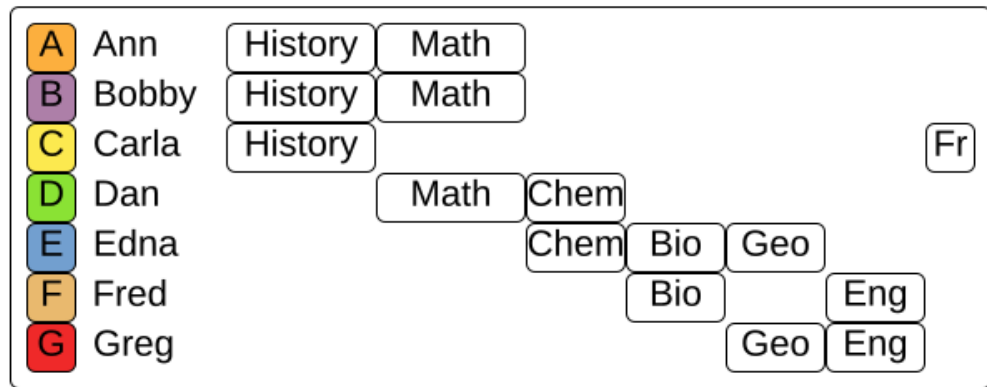 A Ann History Math
B Bobby History Math
C Carla History Fr
D Dan Math Chem
E Edna Chem Bio Geo
F Fred Bio Eng
G Greg Geo Eng